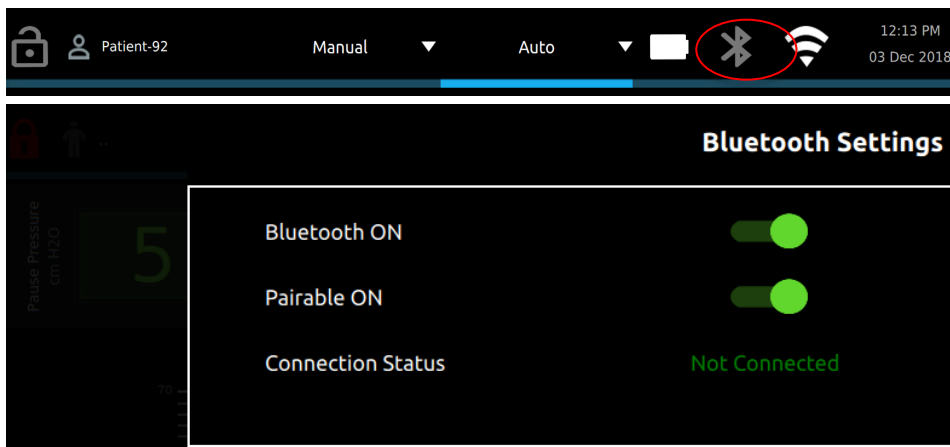 Patient-92
Manual
Auto
12:13 PM
03 Dec 2018
..
Bluetooth Settings
Pause Pressure
cm H2O
5
Bluetooth ON
Pairable ON
Connection Status
Not Connected
70